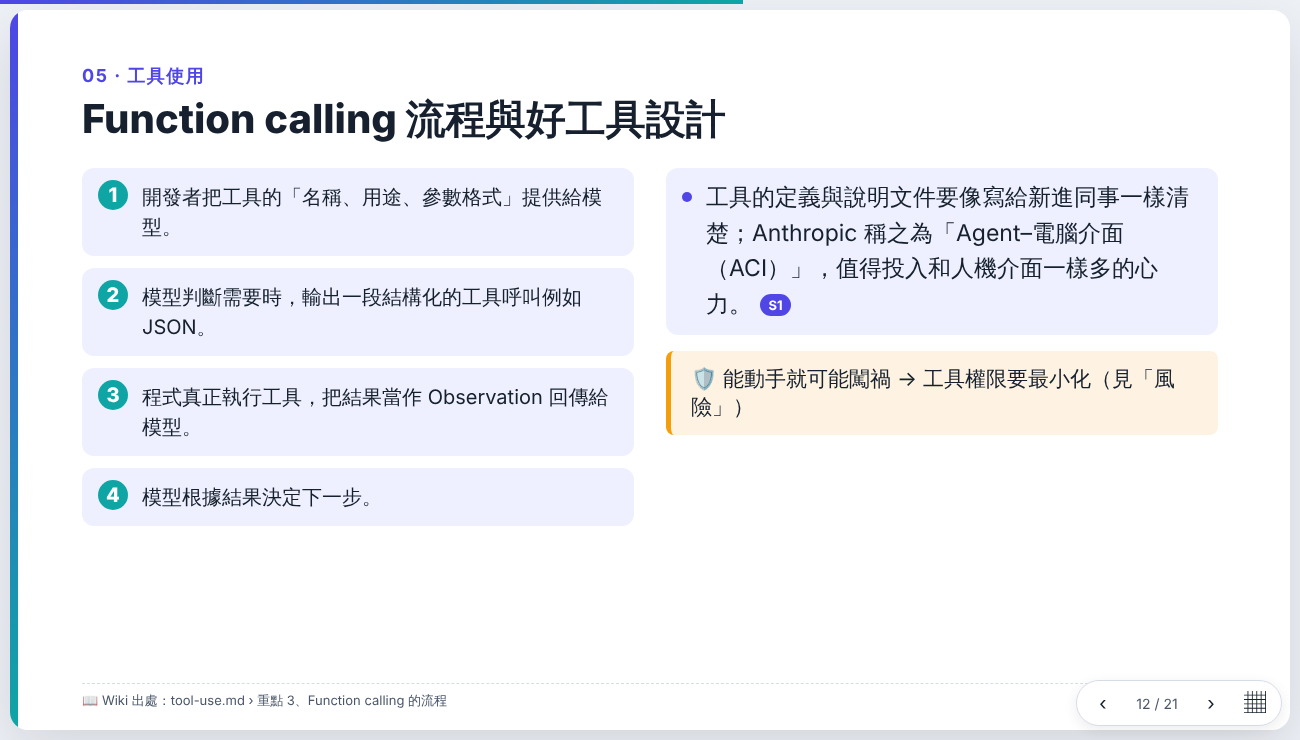 05 · 工具使用
Function calling 流程與好工具設計
1 開發者把工具的「名稱、用途、參數格式」提供給模
型。
2 模型判斷需要時，輸出一段結構化的工具呼叫例如
JSON。
3 程式真正執行工具，把結果當作 Observation 回傳給
模型。
4 模型根據結果決定下一步。
工具的定義與說明文件要像寫給新進同事一樣清
楚；Anthropic 稱之為「Agent–電腦介面
（ACI）」，值得投入和人機介面一樣多的心
力。 S1
🛡️ 能動手就可能闖禍 → 工具權限要最小化（見「風
險」）
📖 Wiki 出處：tool-use.md › 重點 3、Function calling 的流程
‹ 12 / 21 ›